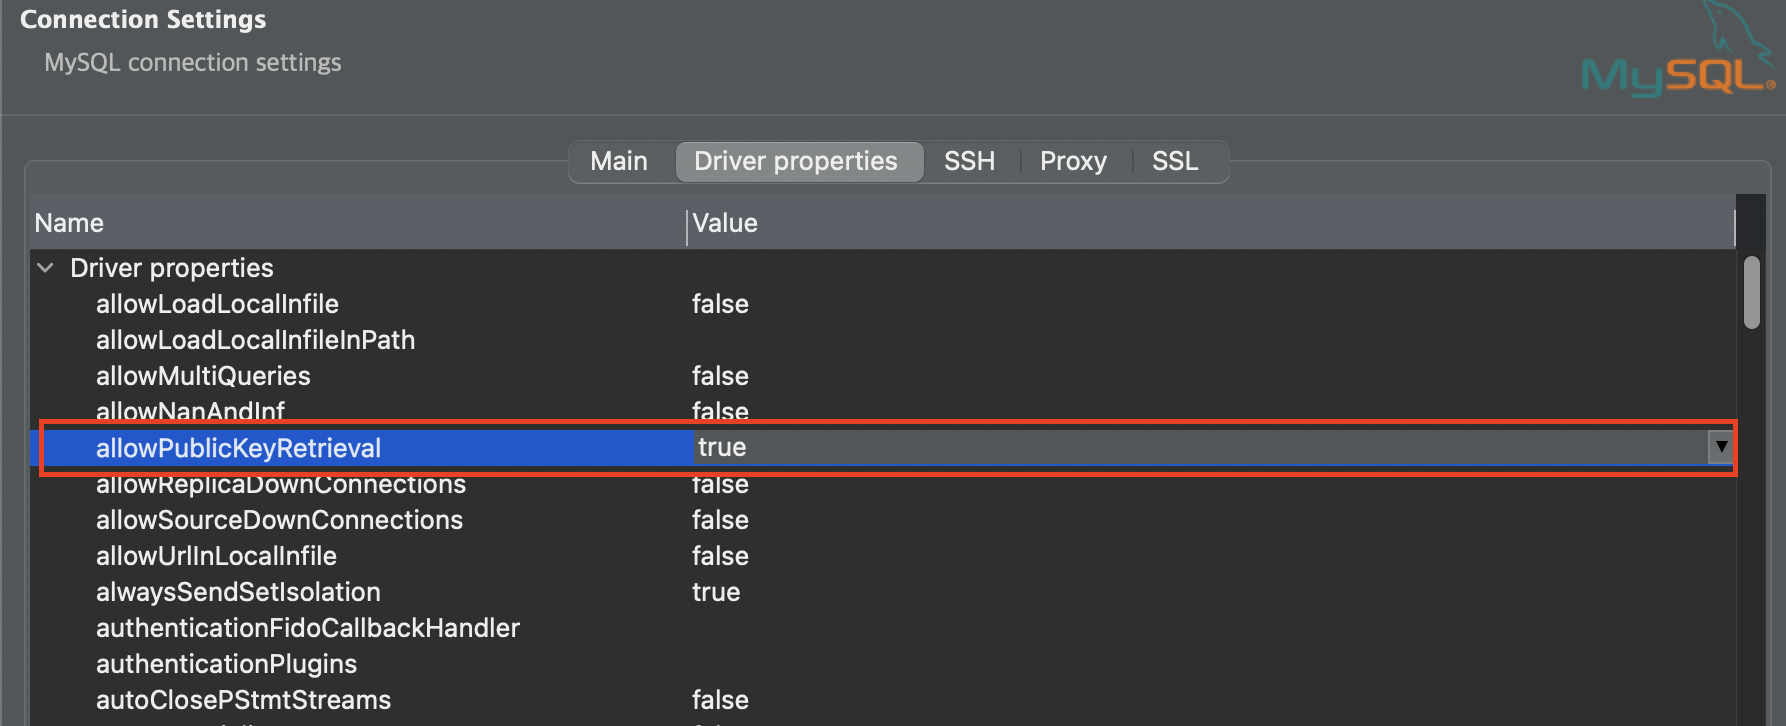 Connection Settings
MySQL connection settings
MySQL
Main Driver properties SSH Proxy SSL
Name Value
Driver properties
allowLoadLocalInfile false
allowLoadLocalInfileInPath
allowMultiQueries false
allowNanAndInf false
allowPublicKeyRetrieval true
allowReplicaDownConnections false
allowSourceDownConnections false
allowUrlInLocalInfile false
alwaysSendSetIsolation true
authenticationFidoCallbackHandler
authenticationPlugins
autoClosePStmtStreams false